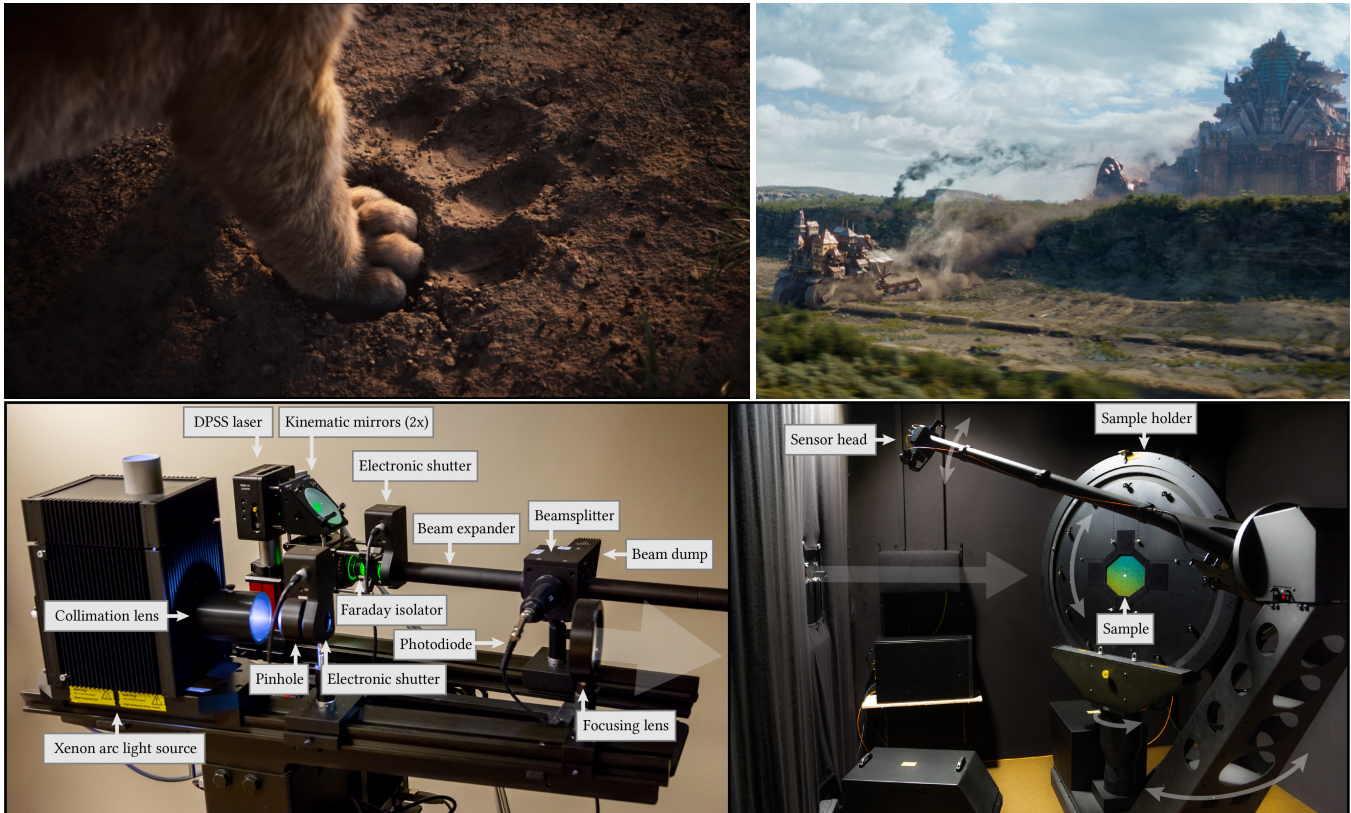 DPSS laser
Kinematic mirrors (2x)
Electronic shutter
Beam expander
Beamsplitter
Beam dump
Collimation lens
Faraday isolator
Photodiode
Pinhole
Electronic shutter
Focusing lens
Xenon arc light source
Sensor head
Sample holder
Sample